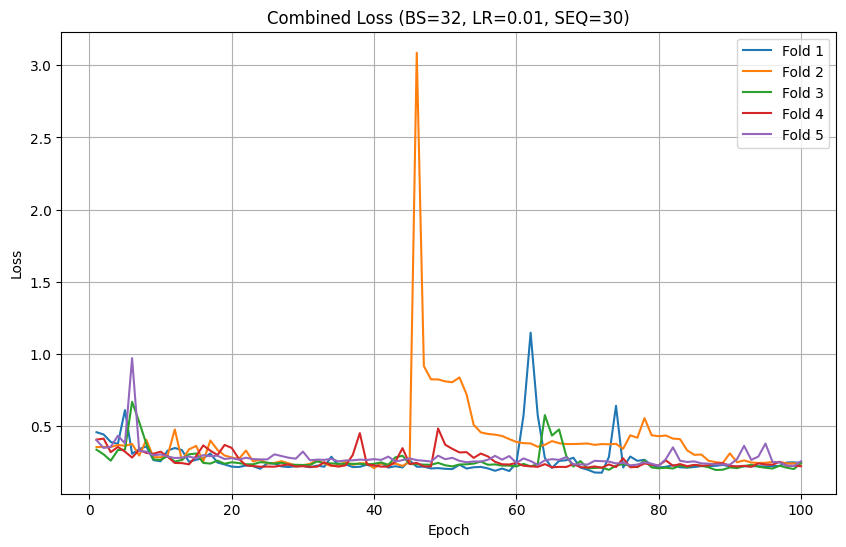 Combined Loss (BS=32, LR=0.01, SEQ=30)
Fold 1
Fold 2
Fold 3
Fold 4
Fold 5
Loss
3.0
2.5
2.0
1.5
1.0
0.5
0
20
40
60
80
100
Epoch